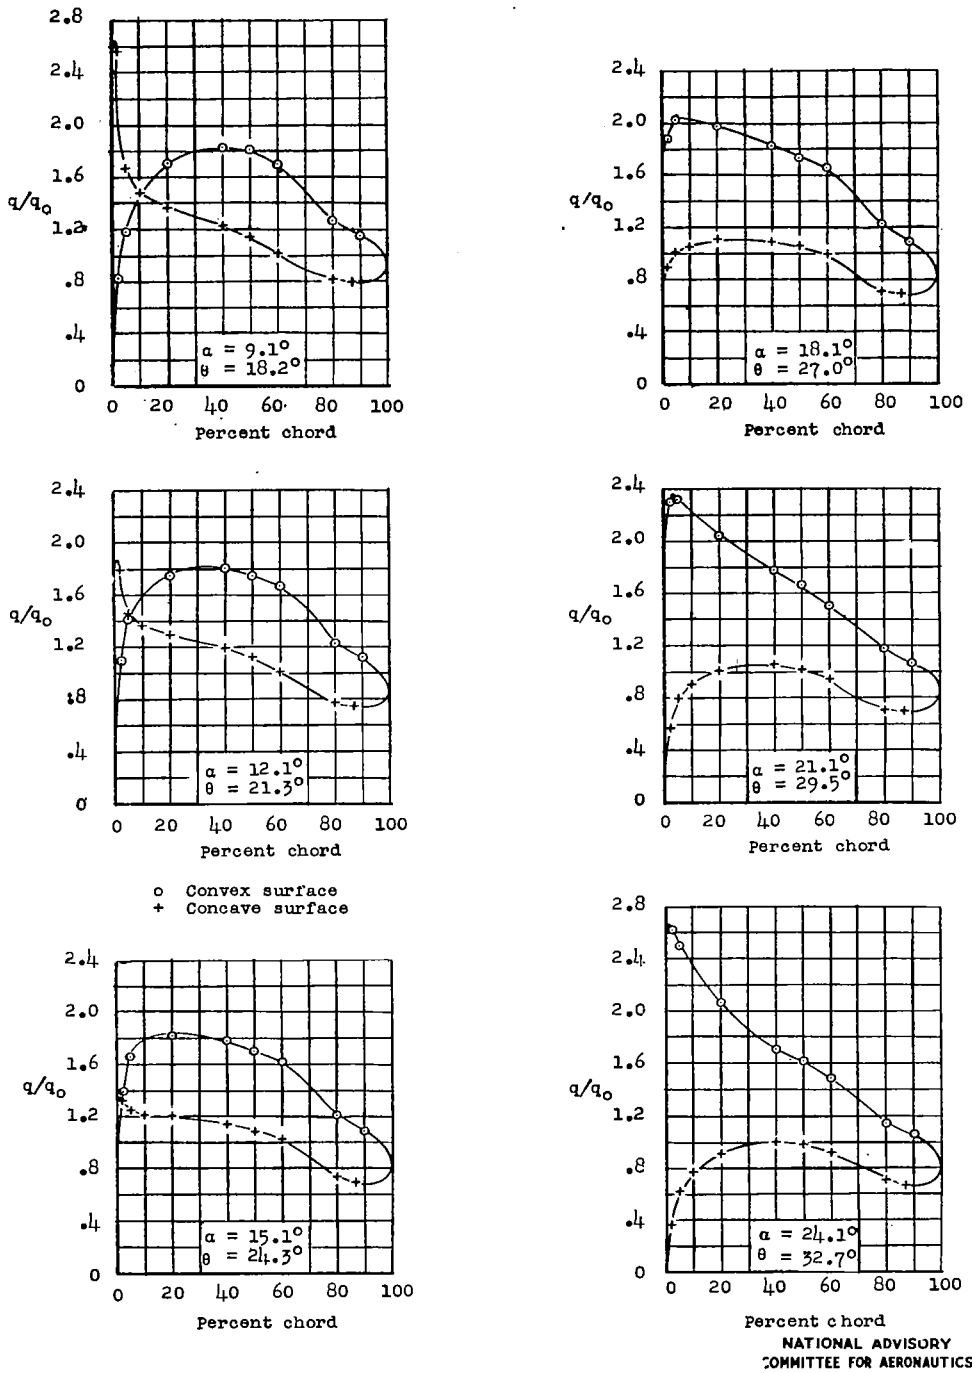 2.8
2.4
2.0
1.6
q/q₀
1.2
.8
.4
0
α = 9.1°
θ = 18.2°
0 20 40 60 80 100
Percent chord
2.4
2.0
1.6
q/q₀
1.2
.8
.4
0
α = 18.1°
θ = 27.0°
0 20 40 60 80 100
Percent chord
2.4
2.0
1.6
q/q₀
1.2
.8
.4
0
α = 12.1°
θ = 21.3°
0 20 40 60 80 100
Percent chord
2.4
2.0
1.6
q/q₀
1.2
.8
.4
0
α = 21.1°
θ = 29.5°
0 20 40 60 80 100
Percent chord
o Convex surface
+ Concave surface
2.4
2.0
1.6
q/q₀
1.2
.8
.4
0
α = 15.1°
θ = 24.3°
0 20 40 60 80 100
Percent chord
2.8
2.4
2.0
1.6
q/q₀
1.2
.8
.4
0
α = 24.1°
θ = 32.7°
0 20 40 60 80 100
Percent chord
NATIONAL ADVISORY
COMMITTEE FOR AERONAUTICS